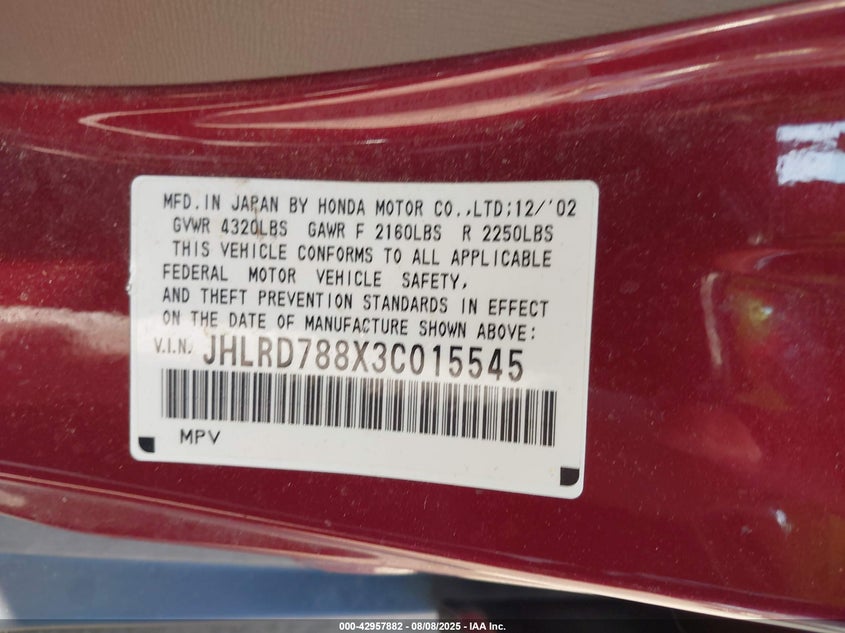 MFD.IN JAPAN BY HONDA MOTOR CO.,LTD;12/'02
GVWR 4320LBS GAWR F 2160LBS R 2250LBS
THIS VEHICLE CONFORMS TO ALL APPLICABLE
FEDERAL MOTOR VEHICLE SAFETY,
AND THEFT PREVENTION STANDARDS IN EFFECT
ON THE DATE OF MANUFACTURE SHOWN ABOVE:
V.I.N. JHLRD788X3C015545
MPV
000-42957882 - 08/08/2025 - IAA Inc.